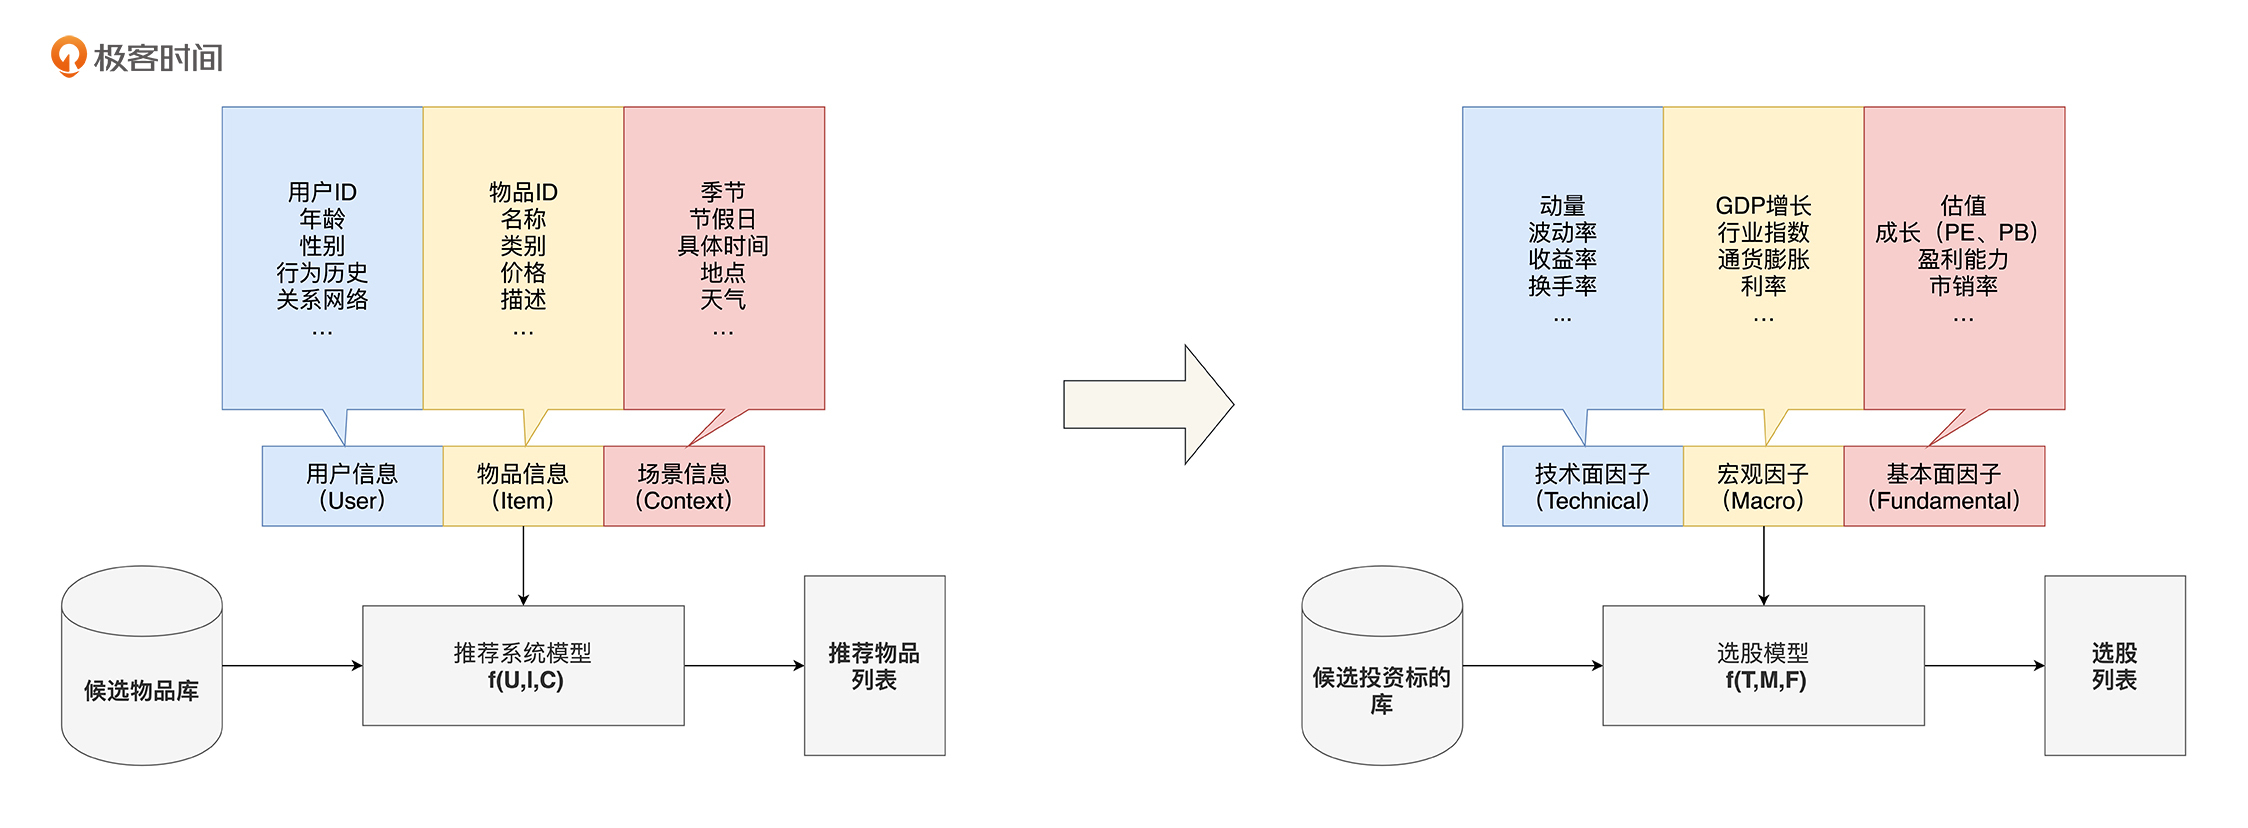 极客时间
用户ID
年龄
性别
行为历史
关系网络
...
物品ID
名称
类别
价格
描述
...
季节
节假日
具体时间
地点
天气
...
用户信息
（User）
物品信息
（Item）
场景信息
（Context）
候选物品库
推荐系统模型
f(U,I,C)
推荐物品
列表
动量
波动率
收益率
换手率
...
GDP增长
行业指数
通货膨胀
利率
...
估值
成长（PE、PB）
盈利能力
市销率
...
技术面因子
（Technical）
宏观因子
（Macro）
基本面因子
（Fundamental）
候选投资标的
库
选股模型
f(T,M,F)
选股
列表